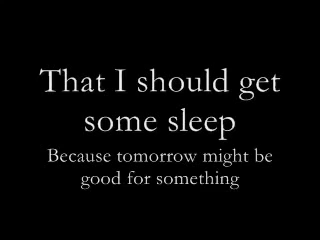 That I should get
some sleep
Because tomorrow might be
good for something